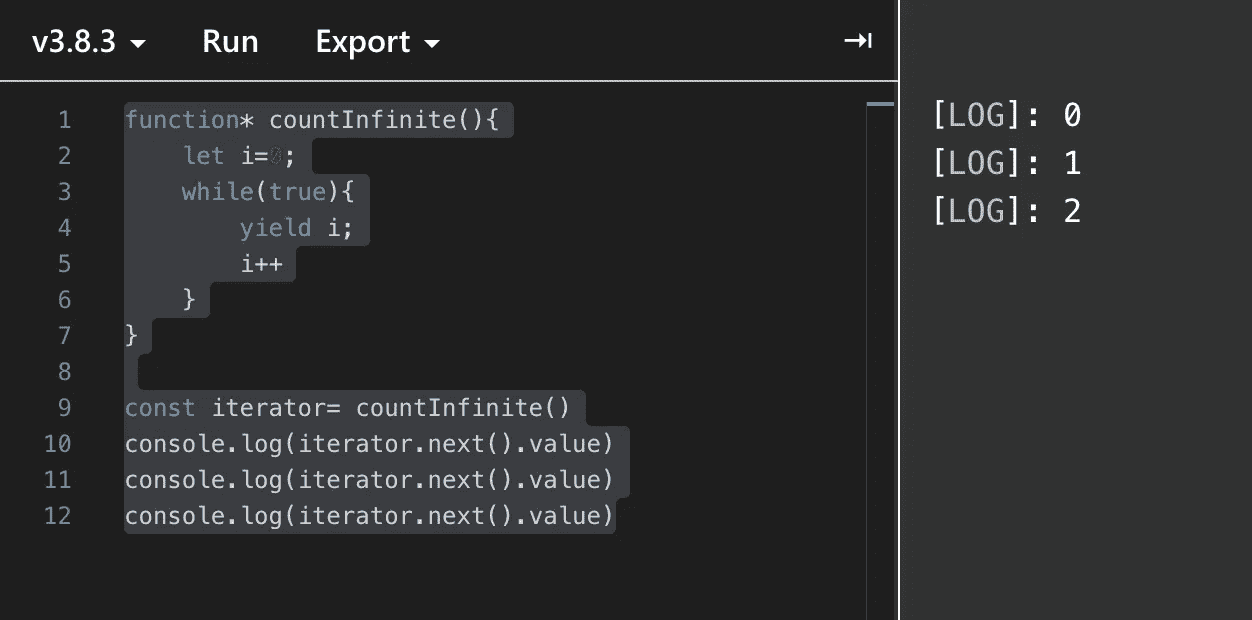 v3.8.3 Run Export
1 function* countInfinite(){
2 let i=0;
3 while(true){
4 yield i;
5 i++
6 }
7 }
8
9 const iterator= countInfinite()
10 console.log(iterator.next().value)
11 console.log(iterator.next().value)
12 console.log(iterator.next().value)
[LOG]: 0
[LOG]: 1
[LOG]: 2